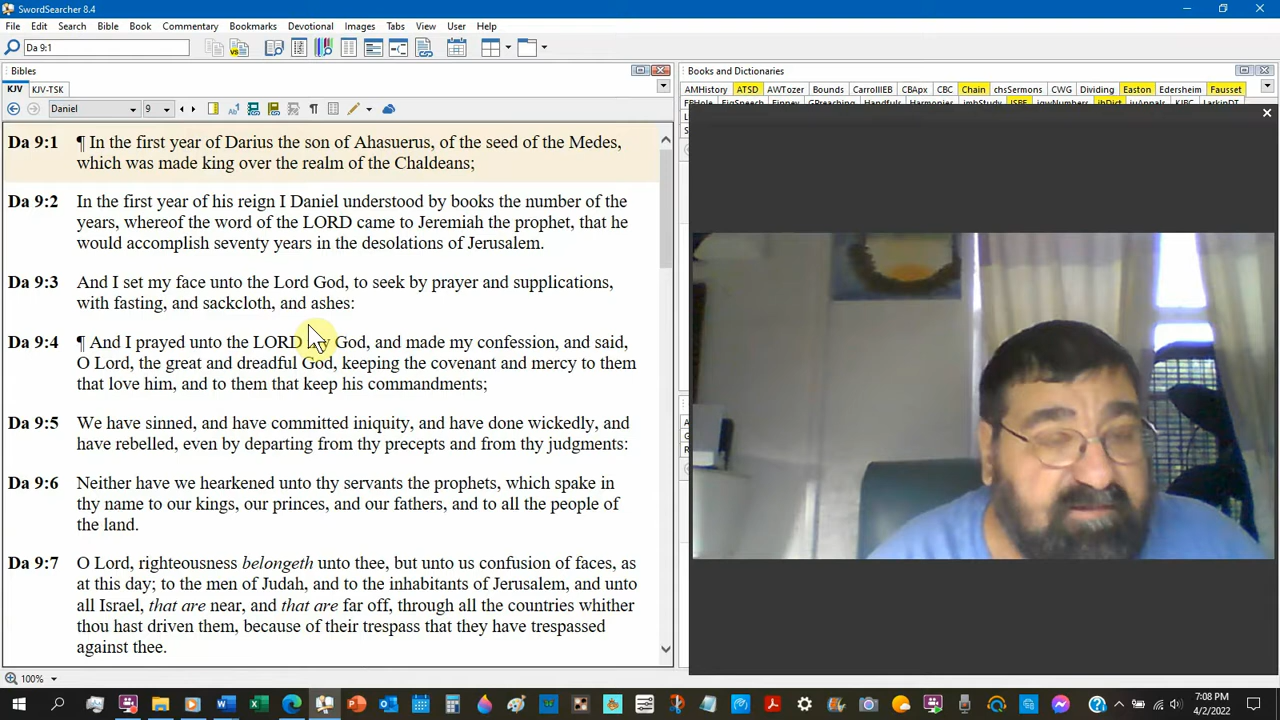 SwordSearcher 8.4
File Edit Search Bible Book Commentary Bookmarks Devotional Images Tabs View User Help
Da 9:1
VS
Bibles
Books and Dictionaries
KJV KJV-TSK
AMHistory ATSD AWTozer Bounds CarrollIEB CBApx CBC Chain chsSermons CWG Dividing Easton Edersheim Fausset
Daniel 9
Da 9:1 ¶ In the first year of Darius the son of Ahasuerus, of the seed of the Medes,
which was made king over the realm of the Chaldeans;
Da 9:2 In the first year of his reign I Daniel understood by books the number of the
years, whereof the word of the LORD came to Jeremiah the prophet, that he
would accomplish seventy years in the desolations of Jerusalem.
Da 9:3 And I set my face unto the Lord God, to seek by prayer and supplications,
with fasting, and sackcloth, and ashes:
Da 9:4 ¶ And I prayed unto the LORD my God, and made my confession, and said,
O Lord, the great and dreadful God, keeping the covenant and mercy to them
that love him, and to them that keep his commandments;
Da 9:5 We have sinned, and have committed iniquity, and have done wickedly, and
have rebelled, even by departing from thy precepts and from thy judgments:
Da 9:6 Neither have we hearkened unto thy servants the prophets, which spake in
thy name to our kings, our princes, and our fathers, and to all the people of
the land.
Da 9:7 O Lord, righteousness belongeth unto thee, but unto us confusion of faces, as
at this day; to the men of Judah, and to the inhabitants of Jerusalem, and unto
all Israel, that are near, and that are far off, through all the countries whither
thou hast driven them, because of their trespass that they have trespassed
against thee.
100%
7:08 PM
4/2/2022